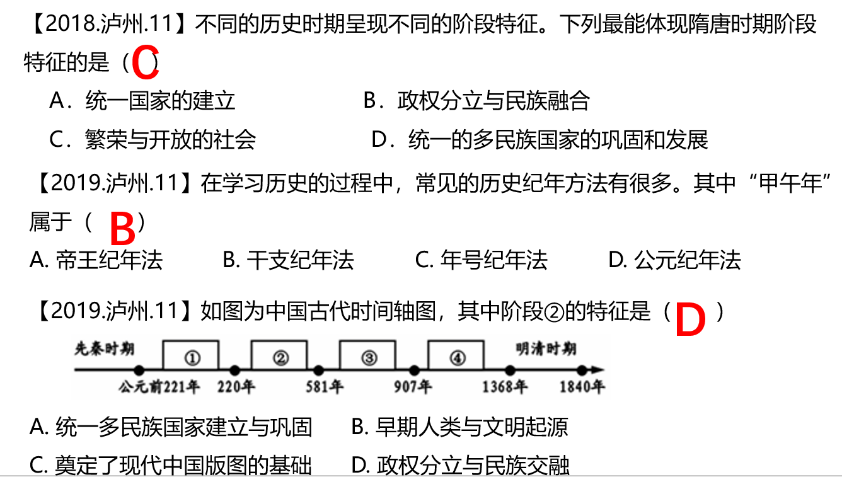 【2018.泸州.11】不同的历史时期呈现不同的阶段特征。下列最能体现隋唐时期阶段
特征的是（C）
A．统一国家的建立 B．政权分立与民族融合
C．繁荣与开放的社会 D．统一的多民族国家的巩固和发展
【2019.泸州.11】在学习历史的过程中，常见的历史纪年方法有很多。其中“甲午年”
属于（ B ）
A. 帝王纪年法 B. 干支纪年法 C. 年号纪年法 D. 公元纪年法
【2019.泸州.11】如图为中国古代时间轴图，其中阶段②的特征是（ D ）
先秦时期 ① ② ③ ④ 明清时期
公元前221年 220年 581年 907年 1368年 1840年
A. 统一多民族国家建立与巩固 B. 早期人类与文明起源
C. 奠定了现代中国版图的基础 D. 政权分立与民族交融